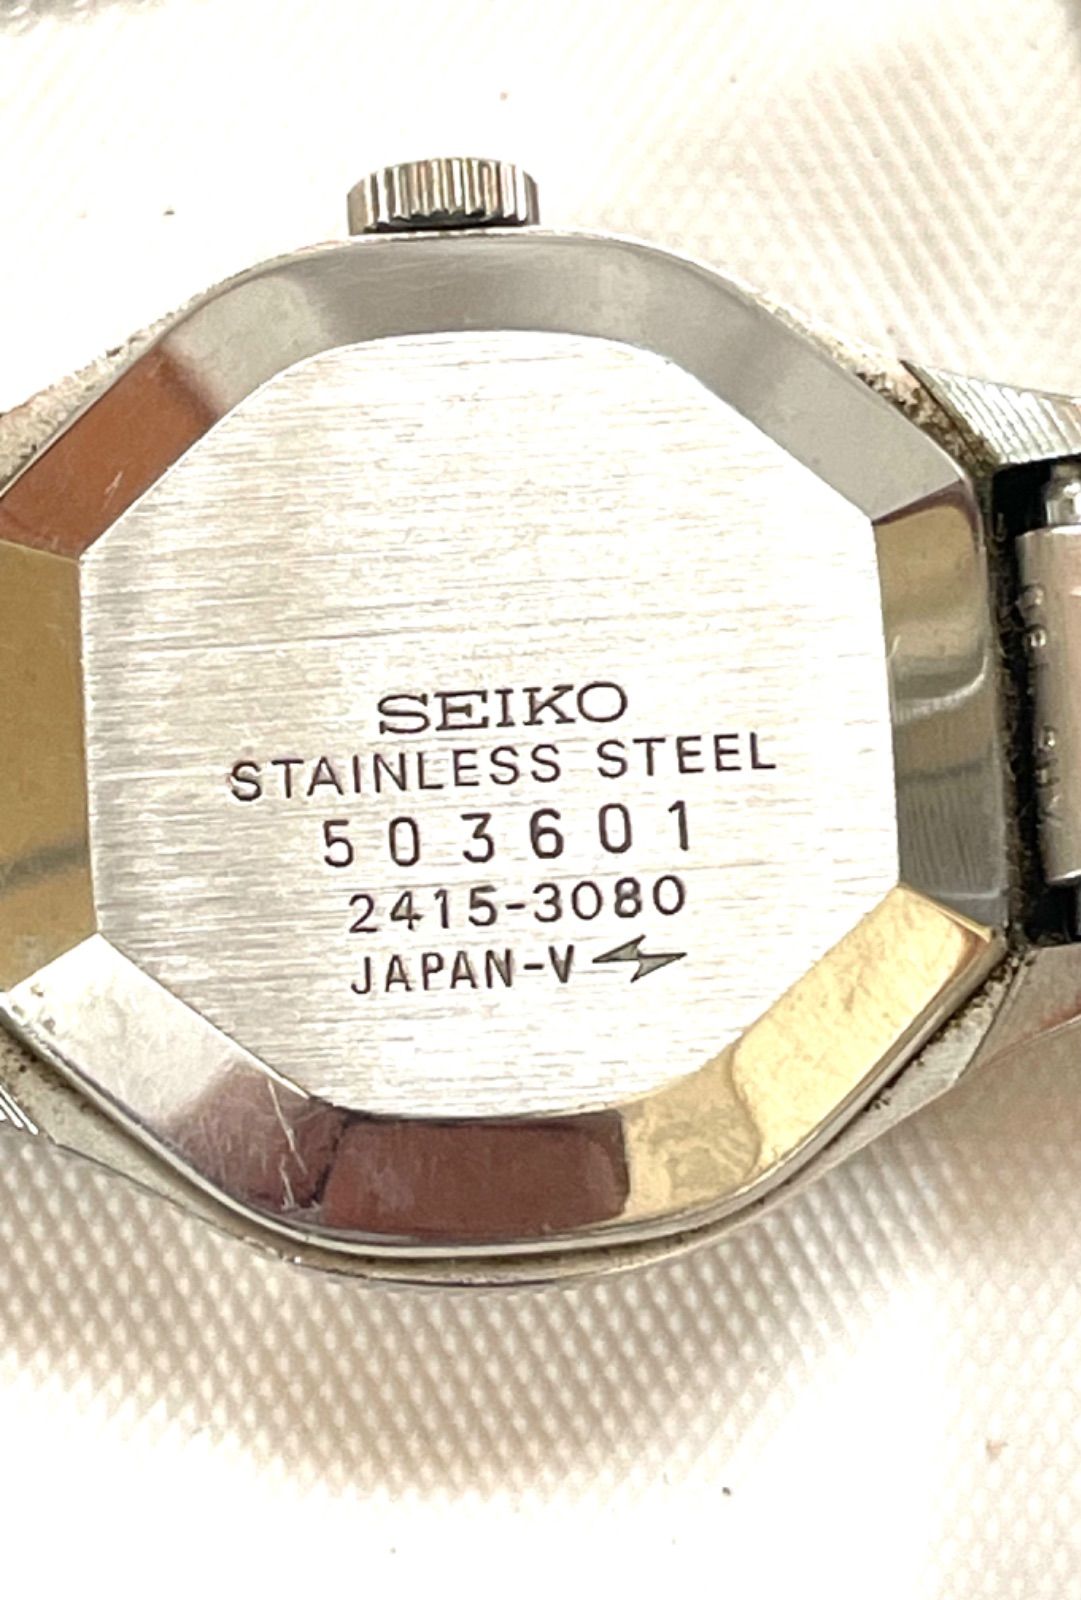 SEIKO
STAINLESS STEEL
503601
2415-3080
JAPAN-V